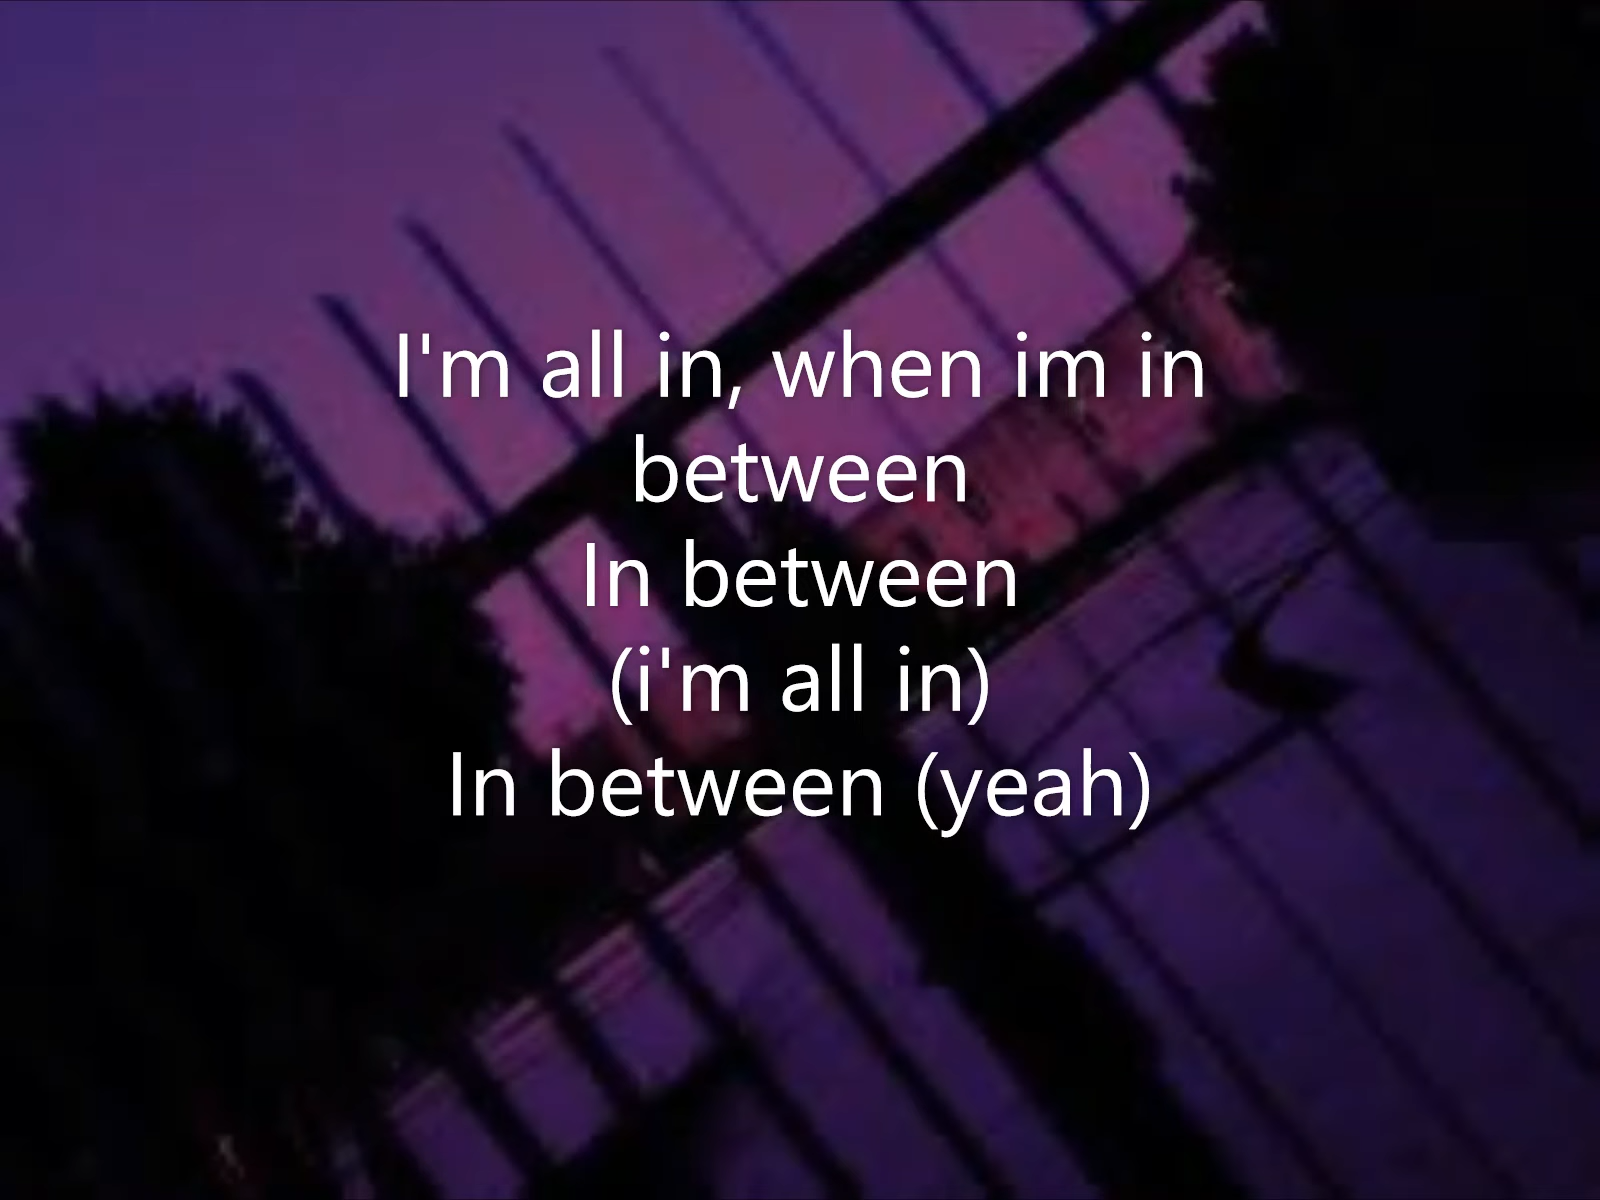 I'm all in, when im in
between
In between
(i'm all in)
In between (yeah)